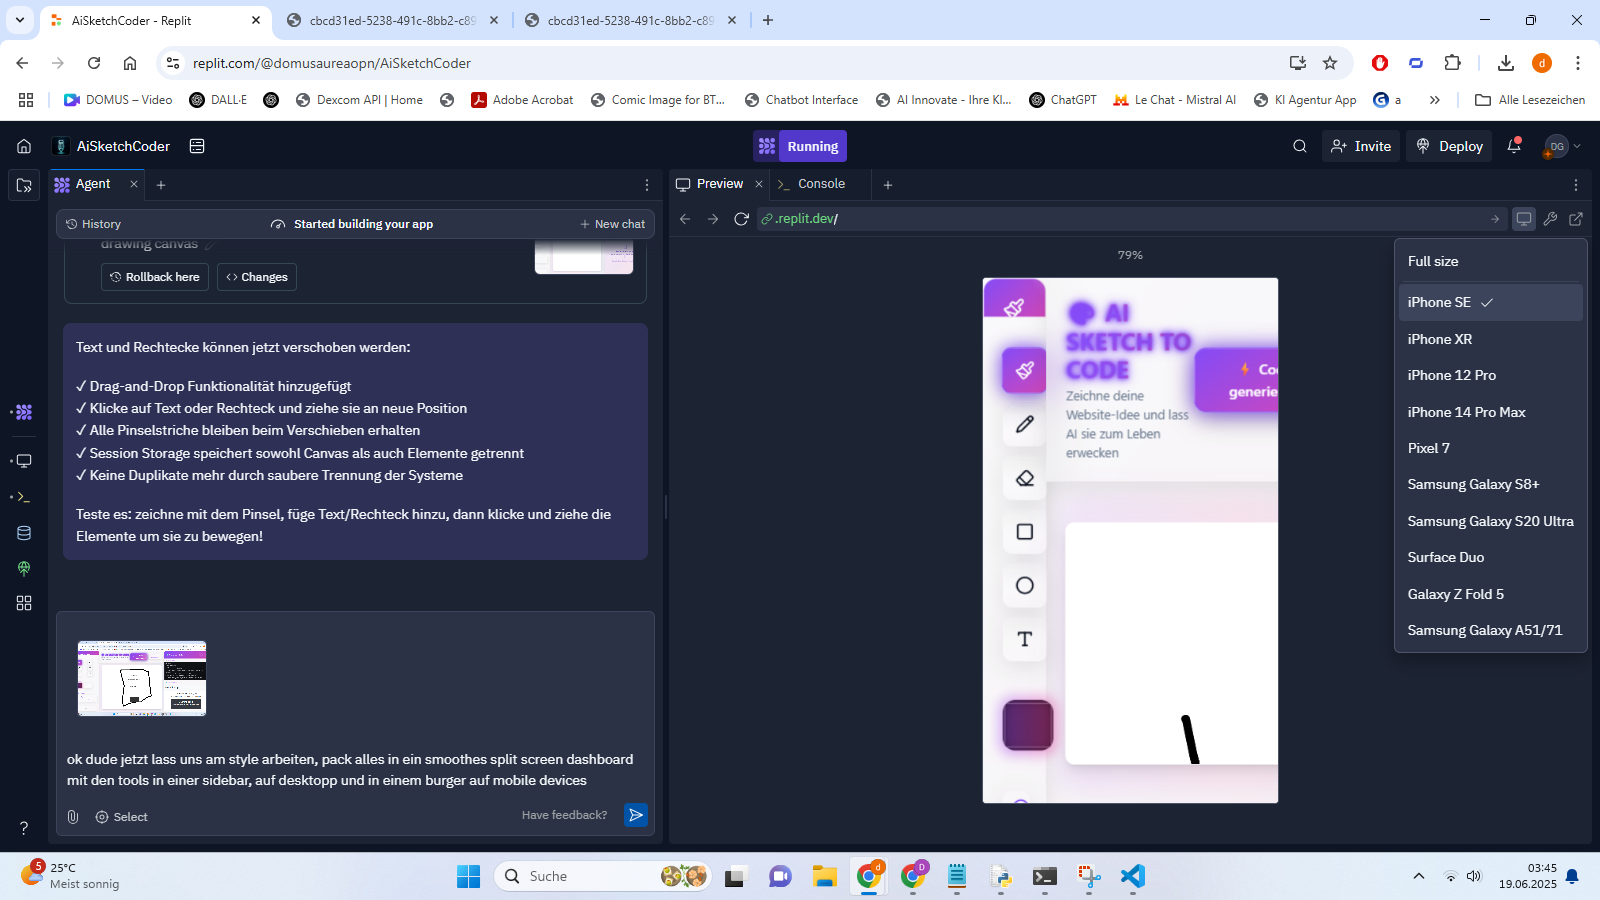 AiSketchCoder - Replit
cbcd31ed-5238-491c-8bb2-c89
cbcd31ed-5238-491c-8bb2-c89
replit.com/@domusaureaopn/AiSketchCoder
d
DOMUS – Video
DALL·E
Dexcom API | Home
Adobe Acrobat
Comic Image for BT...
Chatbot Interface
AI Innovate - Ihre KI...
ChatGPT
Le Chat - Mistral AI
KI Agentur App
a
Alle Lesezeichen
AiSketchCoder
Running
Invite
Deploy
DG
Agent
Preview
Console
History
Started building your app
New chat
.replit.dev/
drawing canvas
Rollback here
Changes
Text und Rechtecke können jetzt verschoben werden:
✓ Drag-and-Drop Funktionalität hinzugefügt
✓ Klicke auf Text oder Rechteck und ziehe sie an neue Position
✓ Alle Pinselstriche bleiben beim Verschieben erhalten
✓ Session Storage speichert sowohl Canvas als auch Elemente getrennt
✓ Keine Duplikate mehr durch saubere Trennung der Systeme
Teste es: zeichne mit dem Pinsel, füge Text/Rechteck hinzu, dann klicke und ziehe die
Elemente um sie zu bewegen!
ok dude jetzt lass uns am style arbeiten, pack alles in ein smoothes split screen dashboard
mit den tools in einer sidebar, auf desktopp und in einem burger auf mobile devices
Select
Have feedback?
79%
AI
SKETCH TO
CODE
Zeichne deine
Website-Idee und lass
AI sie zum Leben
erwecken
Co
generie
T
Full size
iPhone SE ✓
iPhone XR
iPhone 12 Pro
iPhone 14 Pro Max
Pixel 7
Samsung Galaxy S8+
Samsung Galaxy S20 Ultra
Surface Duo
Galaxy Z Fold 5
Samsung Galaxy A51/71
?
5
25°C
Meist sonnig
Suche
d
D
03:45
19.06.2025